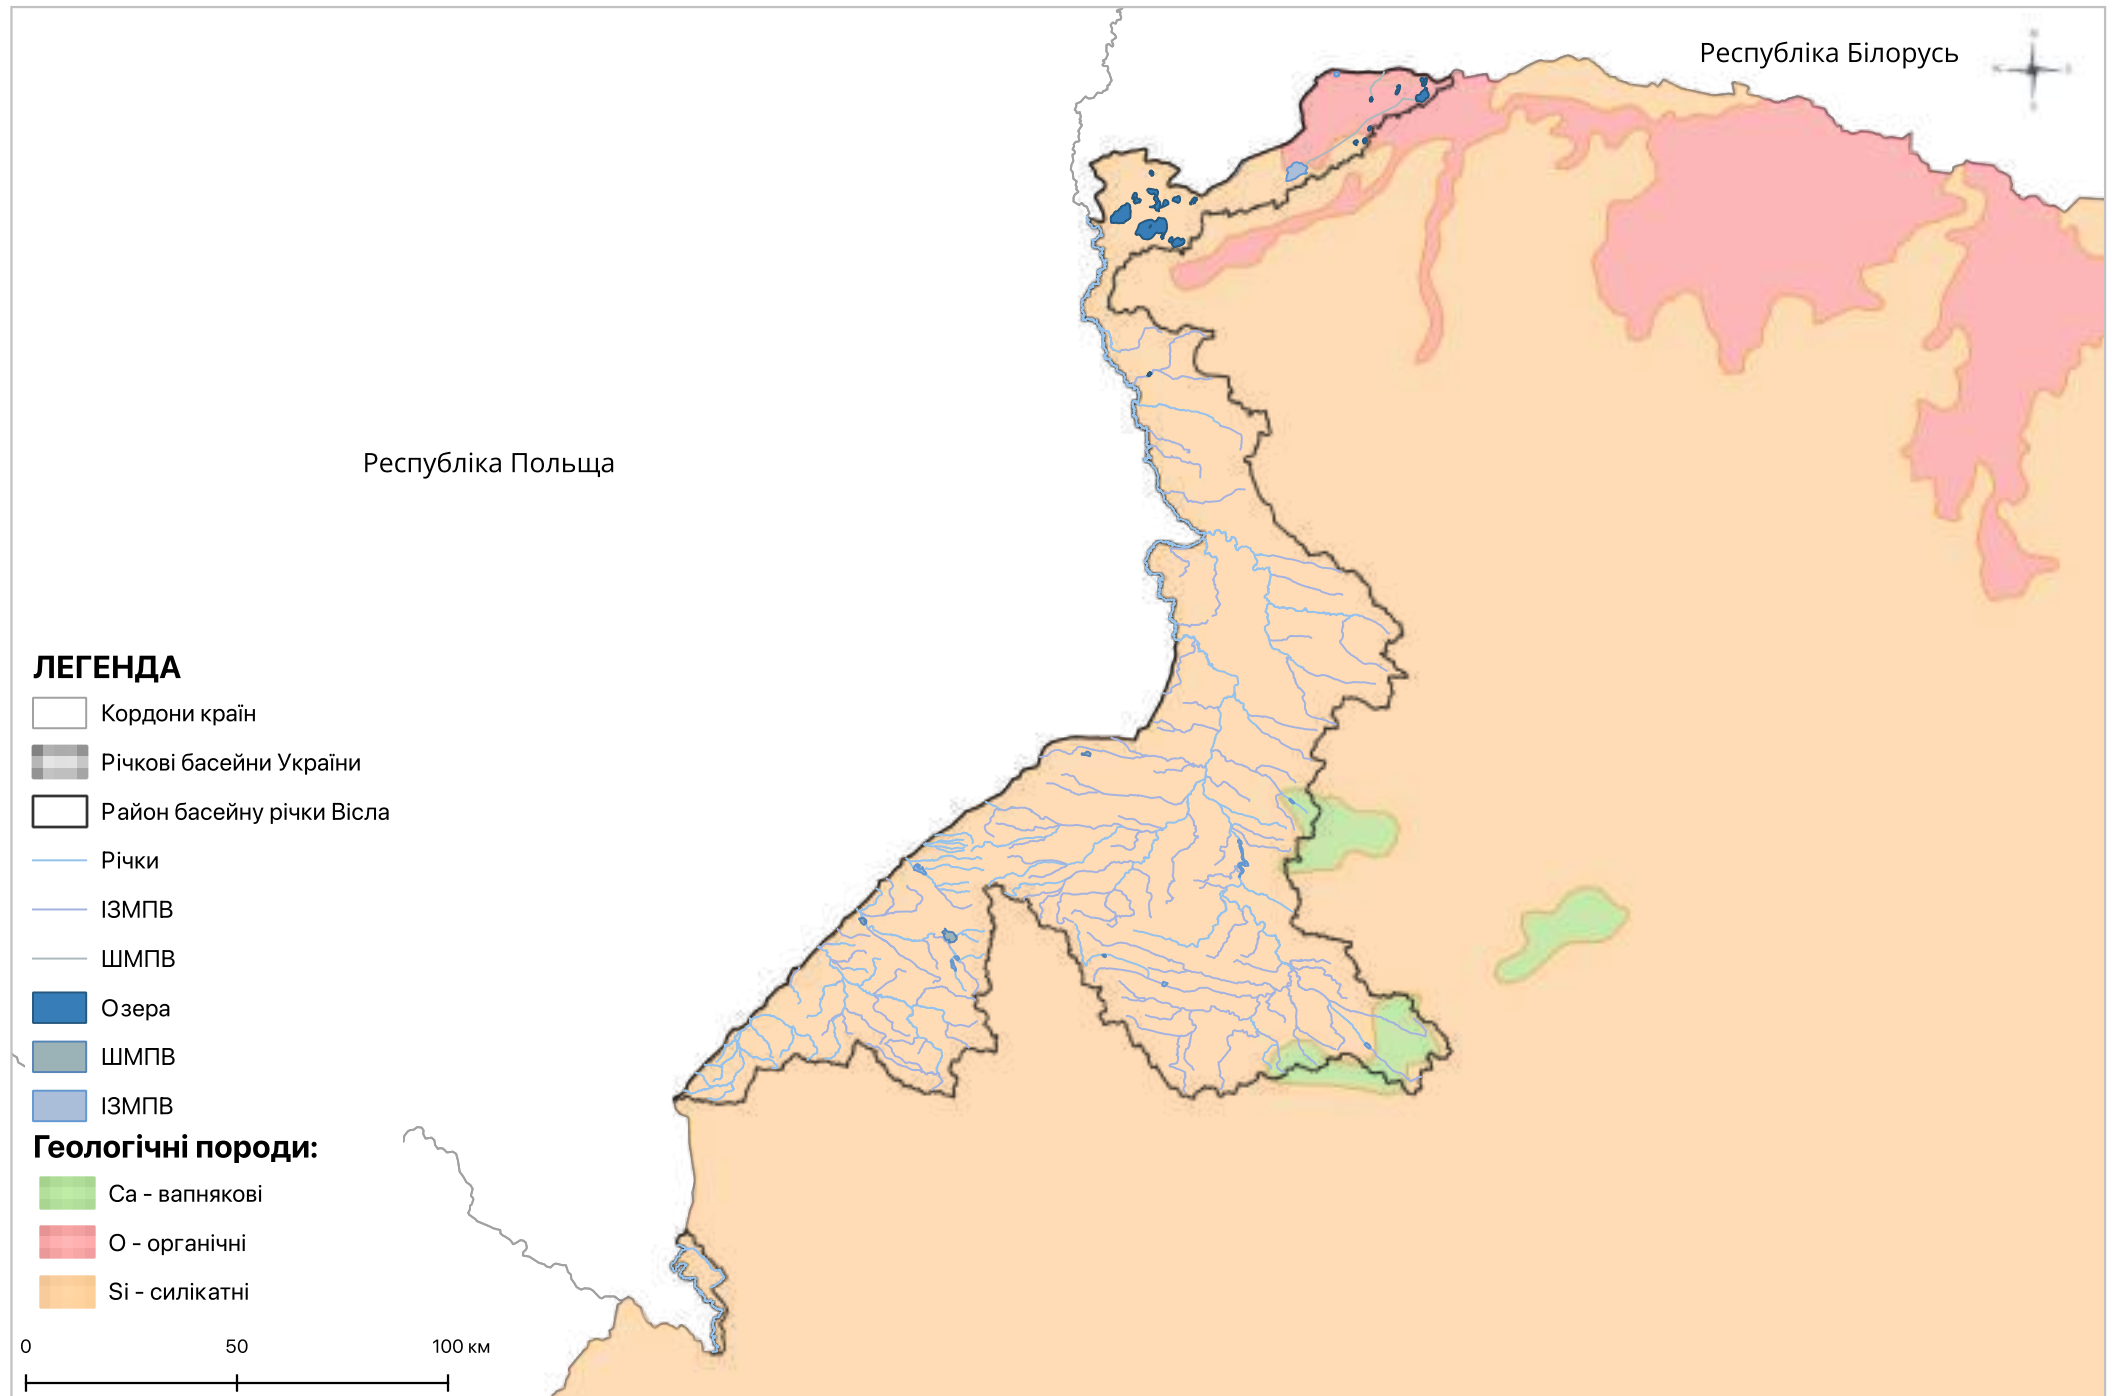 Республіка Білорусь
Республіка Польща
ЛЕГЕНДА
Кордони країн
Річкові басейни України
Район басейну річки Вісла
Річки
ІЗМПВ
ШМПВ
Озера
ШМПВ
ІЗМПВ
Геологічні породи:
Ca - вапнякові
O - органічні
Si - силікатні
0 50 100 км